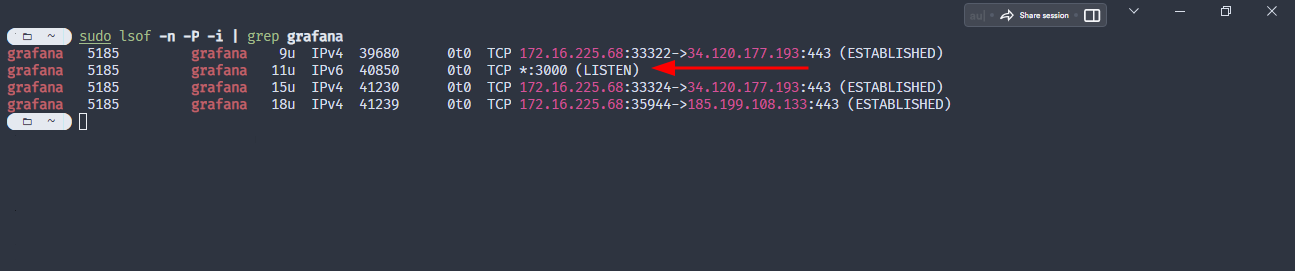 au| Share session
~ sudo lsof -n -P -i | grep grafana
grafana 5185 grafana 9u IPv4 39680 0t0 TCP 172.16.225.68:33322->34.120.177.193:443 (ESTABLISHED)
grafana 5185 grafana 11u IPv6 40850 0t0 TCP *:3000 (LISTEN)
grafana 5185 grafana 15u IPv4 41230 0t0 TCP 172.16.225.68:33324->34.120.177.193:443 (ESTABLISHED)
grafana 5185 grafana 18u IPv4 41239 0t0 TCP 172.16.225.68:35944->185.199.108.133:443 (ESTABLISHED)
~